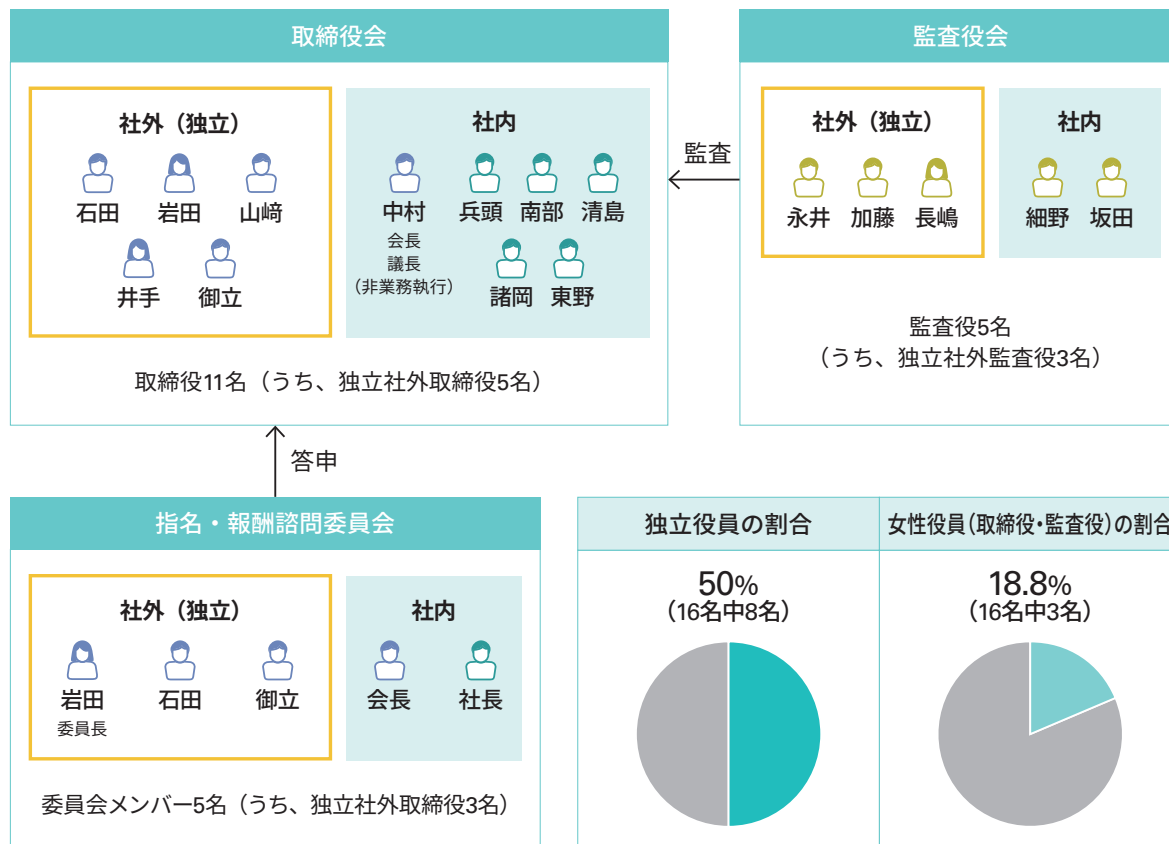 取締役会
社外（独立）
石田 岩田 山﨑
井手 御立
社内
中村 兵頭 南部 清島
会長
議長
（非業務執行）
諸岡 東野
取締役11名（うち、独立社外取締役5名）
監査
監査役会
社外（独立）
永井 加藤 長嶋
社内
細野 坂田
監査役5名
（うち、独立社外監査役3名）
答申
指名・報酬諮問委員会
社外（独立）
岩田 石田 御立
委員長
社内
会長 社長
委員会メンバー5名（うち、独立社外取締役3名）
独立役員の割合
50%
（16名中8名）
女性役員（取締役・監査役）の割合
18.8%
（16名中3名）